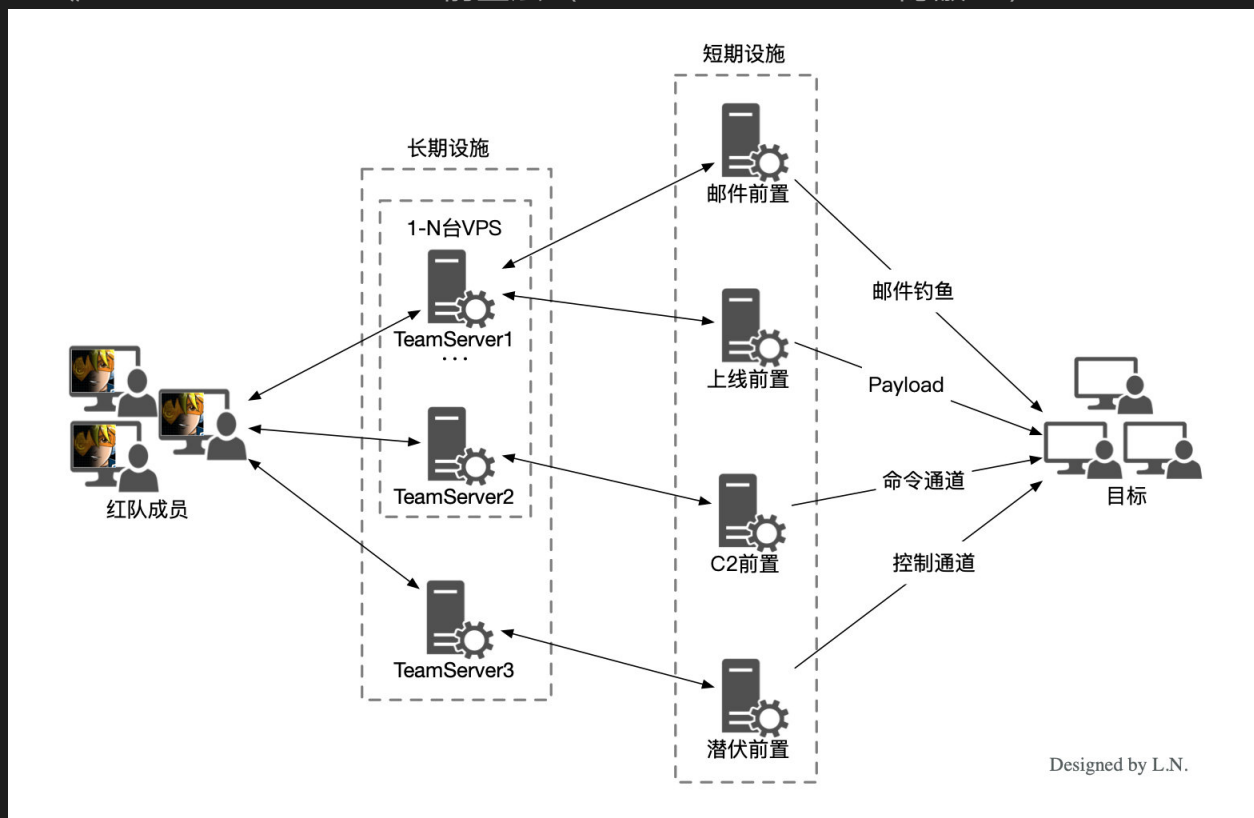 短期设施
长期设施
邮件前置
1-N台VPS
邮件钓鱼
TeamServer1
...
上线前置
Payload
TeamServer2
命令通道
目标
红队成员
C2前置
控制通道
TeamServer3
潜伏前置
Designed by L.N.